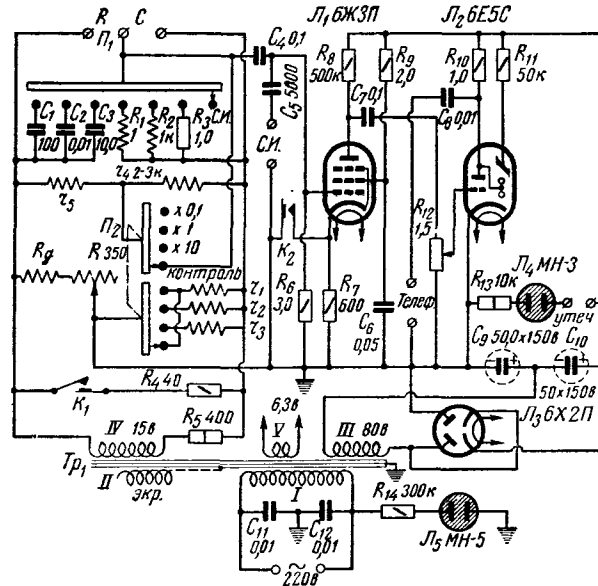 R С Л₁ 6Ж3П Л₂ 6Е5С
П₁
C₄ 0,1
R₈ 500к
R₉ 2,0
R₁₀ 1,0
R₁₁ 50к
C₅ 5000
C₇ 0,1
C₈ 0,01
C₁ 100
C₂ 0,01
C₃ 10,0
R₁ 1
R₂ 1к
R₃ 1,0
С.И.
С.И.
r₄ 2-3к
r₅
П₂
x 0,1
x 1
x 10
контроль
K₂
R₁₂ 1,5
Rg
R 350
r₁
r₂
r₃
R₆ 3,0
R₇ 600
C₆ 0,05
Телеф.
R₁₃ 10к
Л₄ МН-3
утеч
C₉ 50,0x150в
C₁₀ 50x150в
K₁
R₄ 40
IV 15в
R₅ 400
6,3в
V
III 80в
Л₃ 6Х2П
Тр₁
II
экр.
I
R₁₄ 300к
C₁₁ 0,01
C₁₂ 0,01
Л₅ МН-5
~
220в